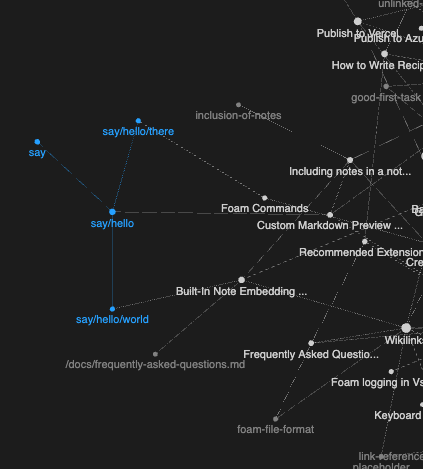 unlinked-
Publish to Vercel
Publish to Azu
How to Write Recip
good-first-task
inclusion-of-notes
say/hello/there
say
Including notes in a not...
Foam Commands
say/hello
Custom Markdown Preview ...
Recommended Extension
Cre
Built-In Note Embedding ...
say/hello/world
Wikilinks
Frequently Asked Questio...
/docs/frequently-asked-questions.md
Foam logging in Vs
Keyboard
foam-file-format
link-reference
placeholder